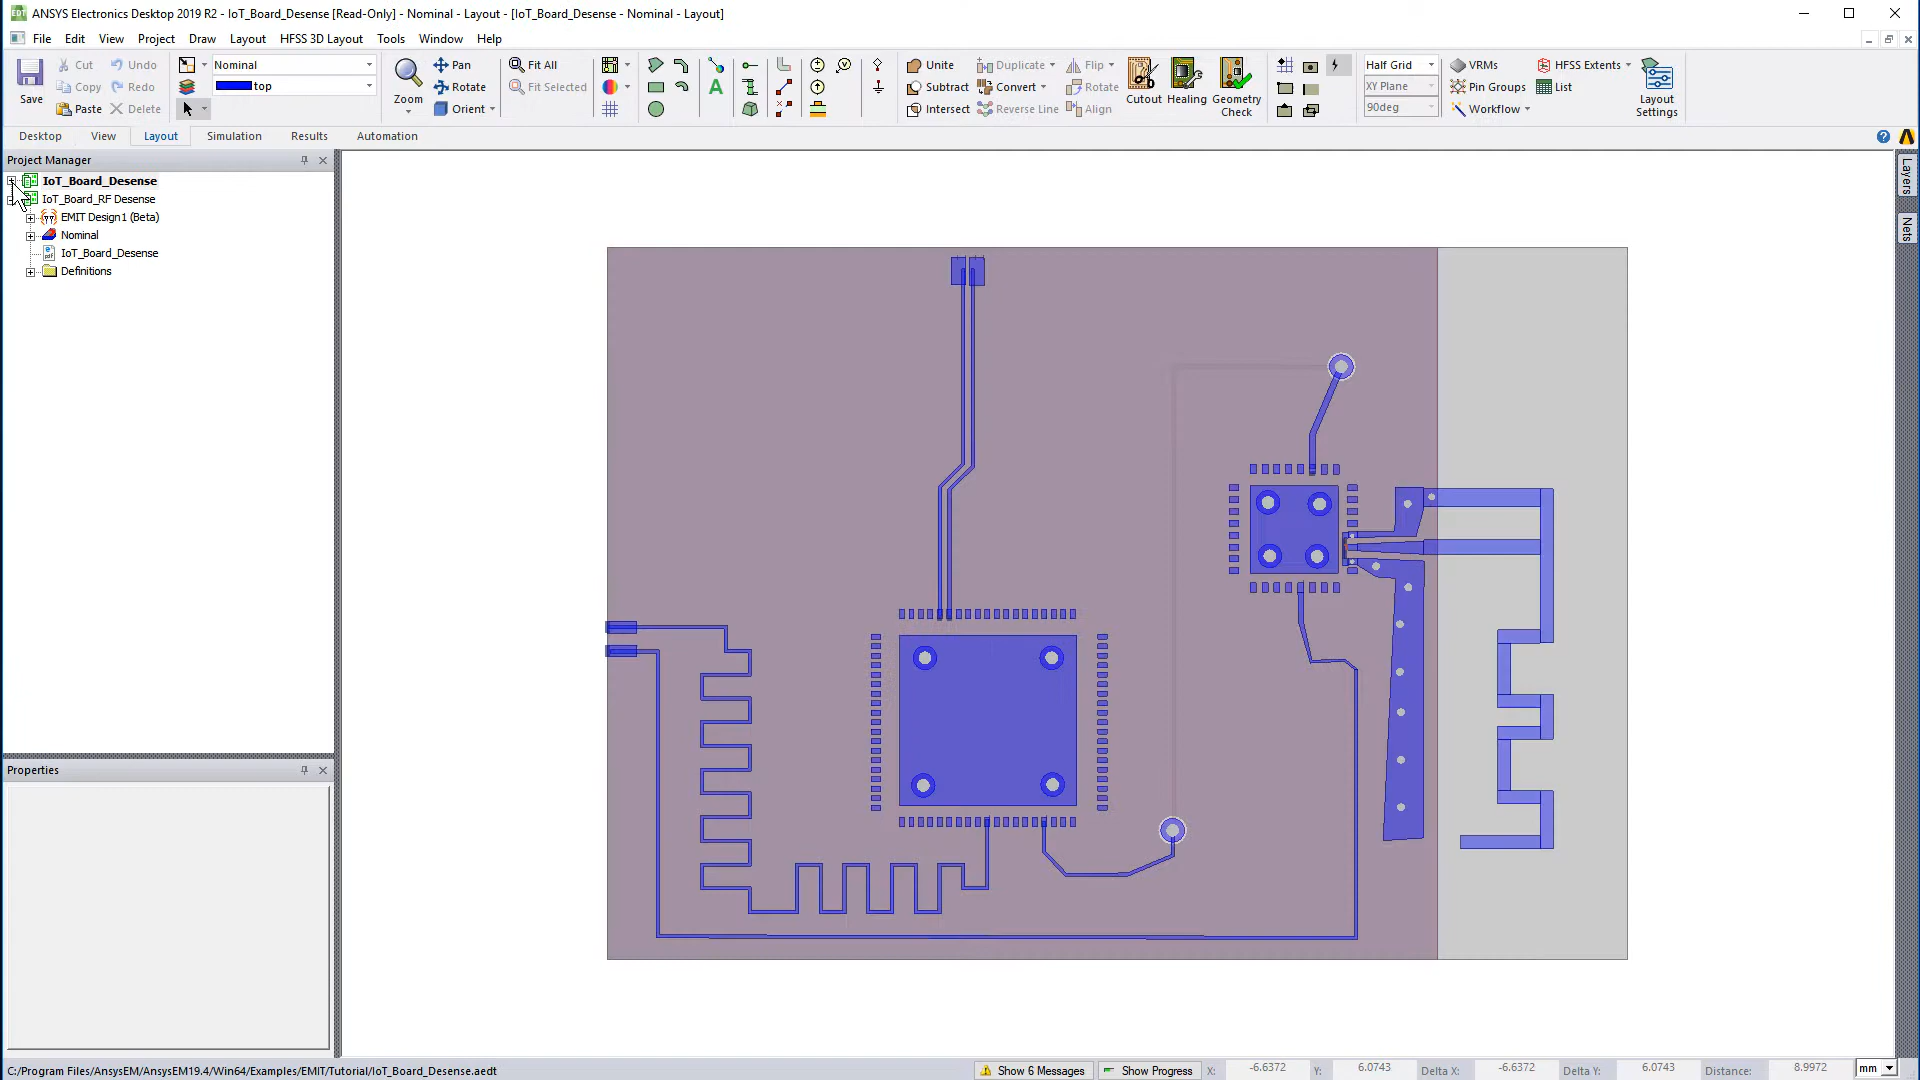 ANSYS Electronics Desktop 2019 R2 - IoT_Board_Desense [Read-Only] - Nominal - Layout - [IoT_Board_Desense - Nominal - Layout]
File Edit View Project Draw Layout HFSS 3D Layout Tools Window Help
Save
Cut Undo
Copy Redo
Paste Delete
Nominal
top
Zoom
Pan
Rotate
Orient
Fit All
Fit Selected
A
Unite
Subtract
Intersect
Duplicate
Convert
Reverse Line
Flip
Rotate
Align
Cutout
Healing
Geometry
Check
Half Grid
XY Plane
90deg
VRMs
Pin Groups
Workflow
HFSS Extents
List
Layout
Settings
Desktop View Layout Simulation Results Automation
Project Manager
IoT_Board_Desense
IoT_Board_RF Desense
EMIT Design1 (Beta)
Nominal
IoT_Board_Desense
Definitions
Layers
Nets
Properties
C:/Program Files/AnsysEM/AnsysEM19.4/Win64/Examples/EMIT/Tutorial/IoT_Board_Desense.aedt
Show 6 Messages
Show Progress
X: -6.6372 Y: 6.0743 Delta X: -6.6372 Delta Y: 6.0743 Distance: 8.9972 mm